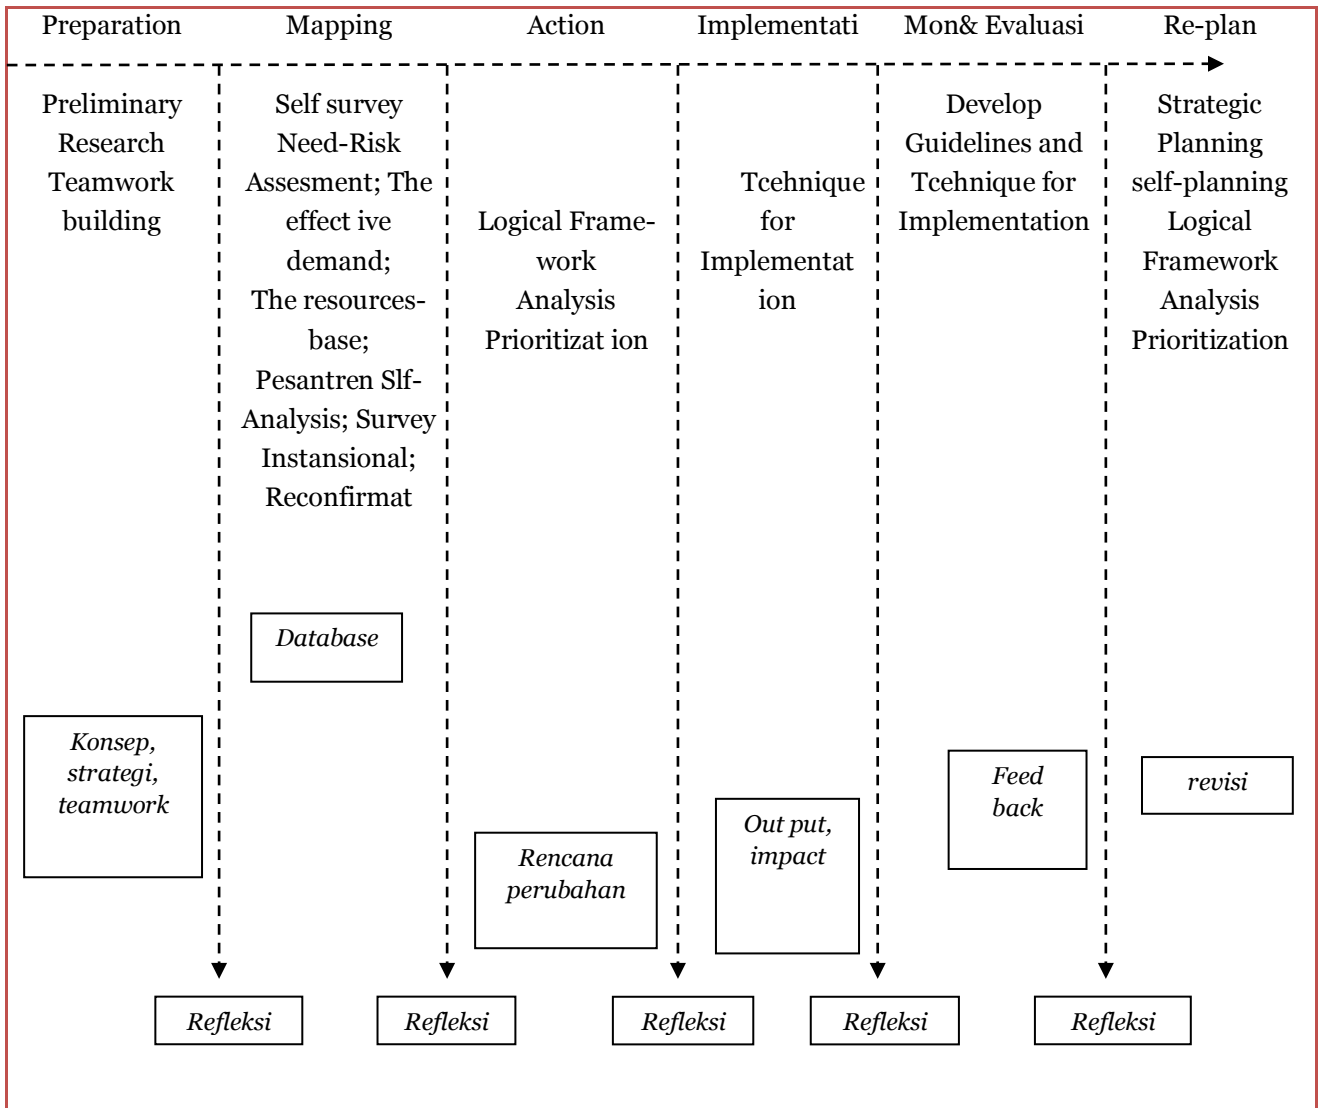 Preparation
Mapping
Action
Implementati
Mon& Evaluasi
Re-plan
Preliminary
Research
Teamwork
building
Self survey
Need-Risk
Assesment; The
effect ive
demand;
The resources-
base;
Pesantren Slf-
Analysis; Survey
Instansional;
Reconfirmat
Logical Frame-
work
Analysis
Prioritizat ion
Tcehnique
for
Implementat
ion
Develop
Guidelines and
Tcehnique for
Implementation
Strategic
Planning
self-planning
Logical
Framework
Analysis
Prioritization
Database
Konsep,
strategi,
teamwork
Rencana
perubahan
Out put,
impact
Feed
back
revisi
Refleksi
Refleksi
Refleksi
Refleksi
Refleksi